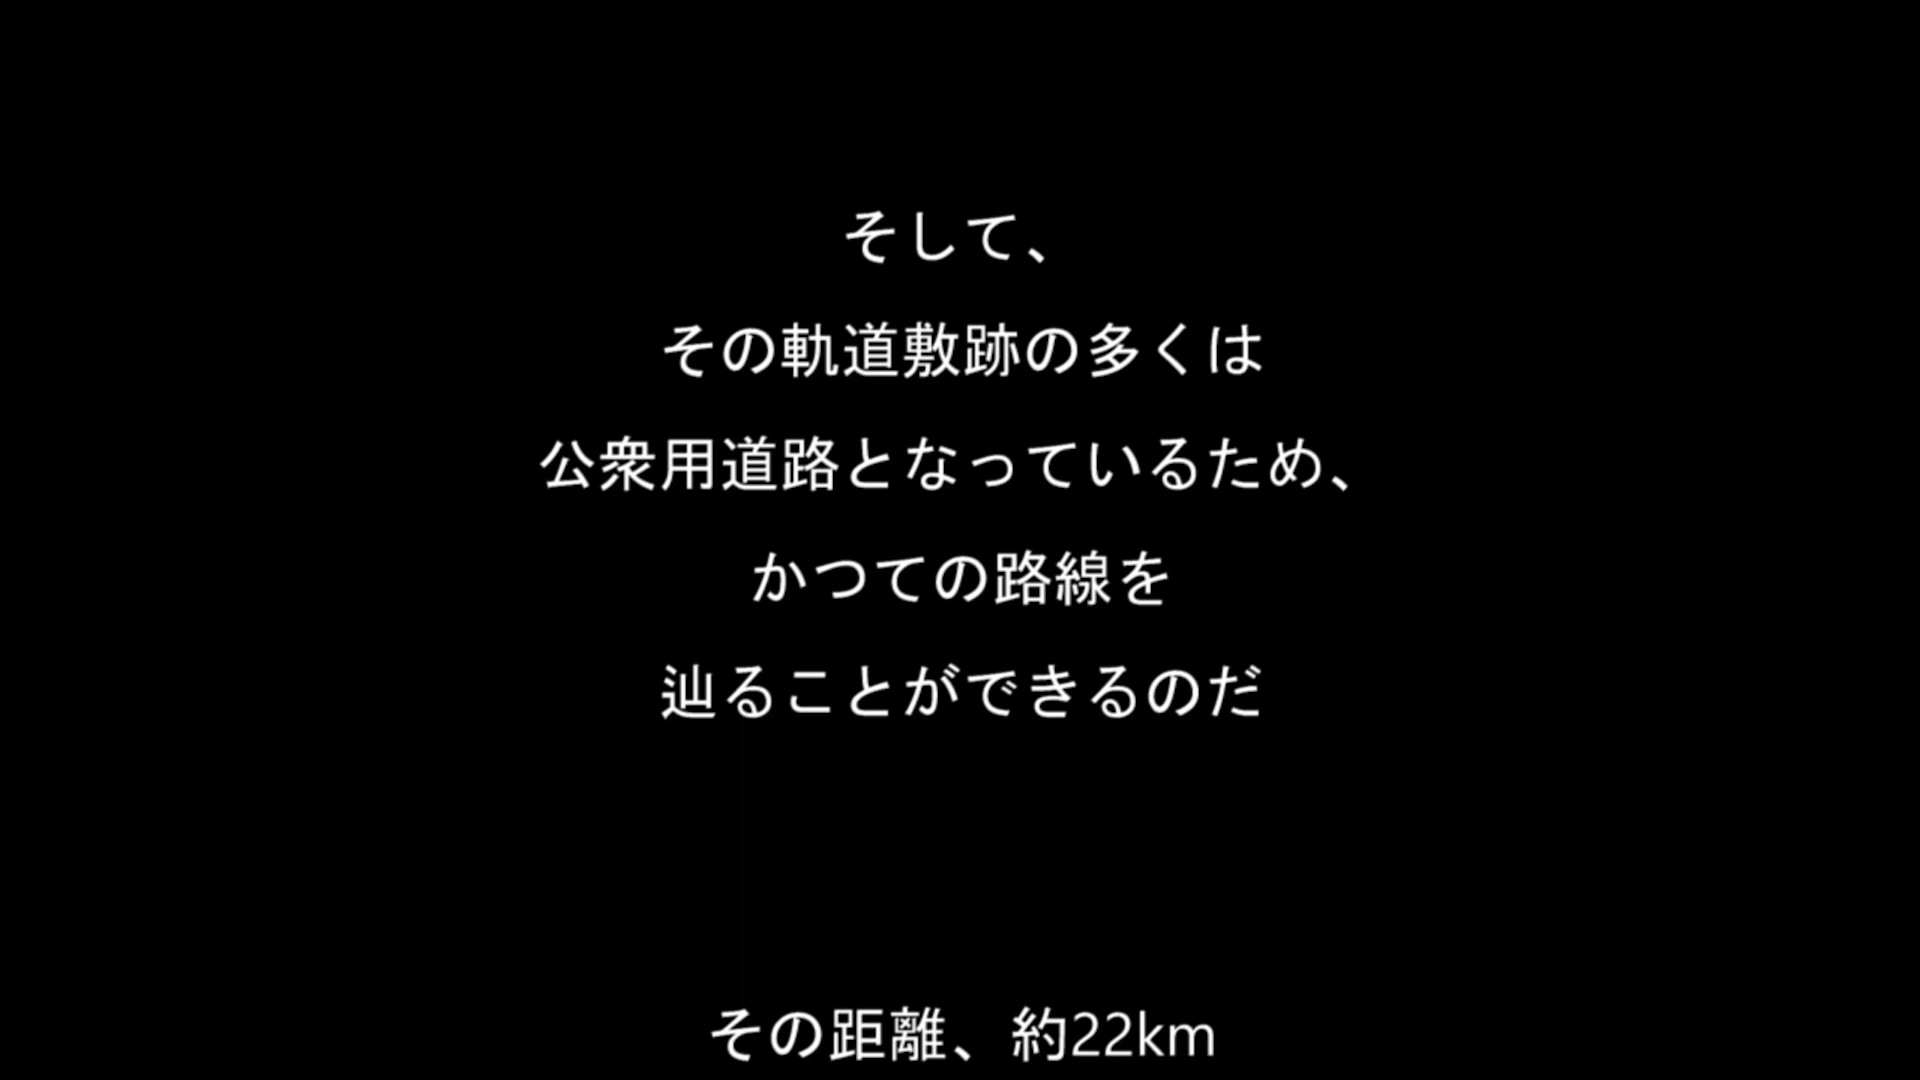 そして、
その軌道敷跡の多くは
公衆用道路となっているため、
かつての路線を
辿ることができるのだ
その距離、約22km